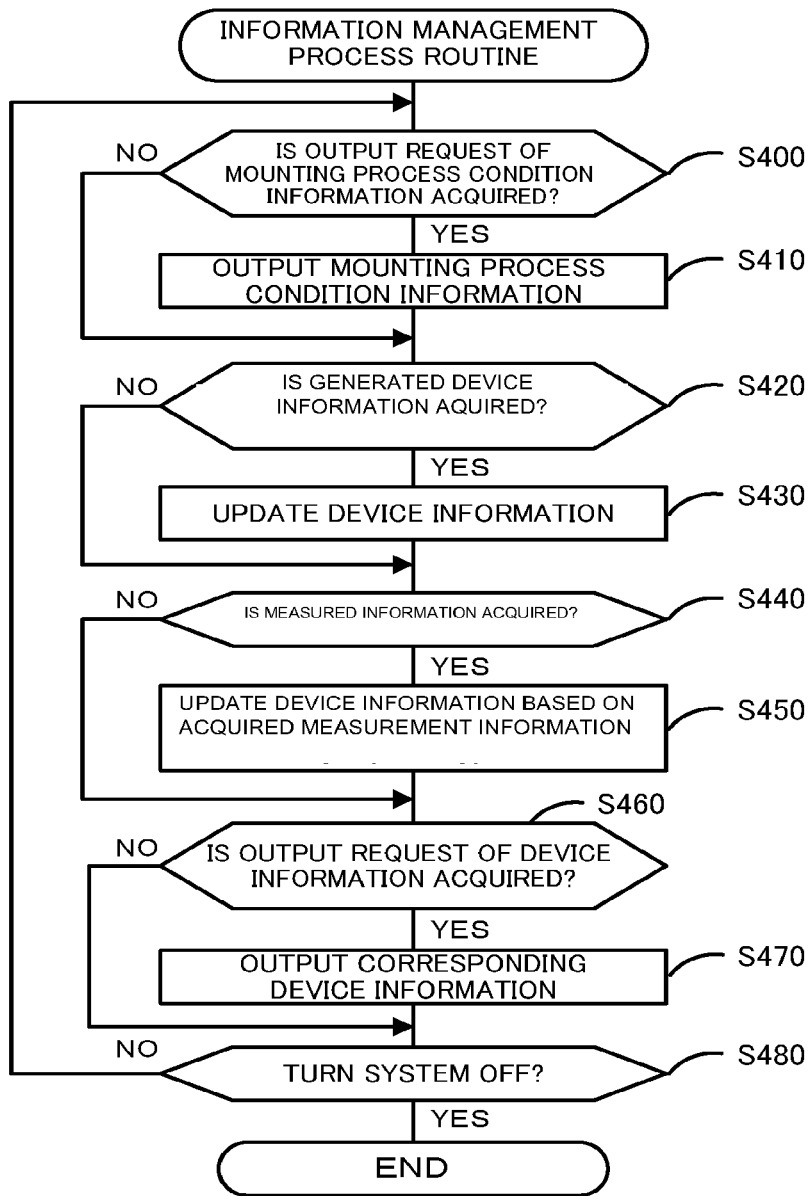 INFORMATION MANAGEMENT
PROCESS ROUTINE
NO
IS OUTPUT REQUEST OF
MOUNTING PROCESS CONDITION
INFORMATION ACQUIRED?
S400
YES
OUTPUT MOUNTING PROCESS
CONDITION INFORMATION
S410
NO
IS GENERATED DEVICE
INFORMATION AQUIRED?
S420
YES
UPDATE DEVICE INFORMATION
S430
NO
IS MEASURED INFORMATION ACQUIRED?
S440
YES
UPDATE DEVICE INFORMATION BASED ON
ACQUIRED MEASUREMENT INFORMATION
S450
S460
NO
IS OUTPUT REQUEST OF DEVICE
INFORMATION ACQUIRED?
YES
OUTPUT CORRESPONDING
DEVICE INFORMATION
S470
NO
TURN SYSTEM OFF?
S480
YES
END